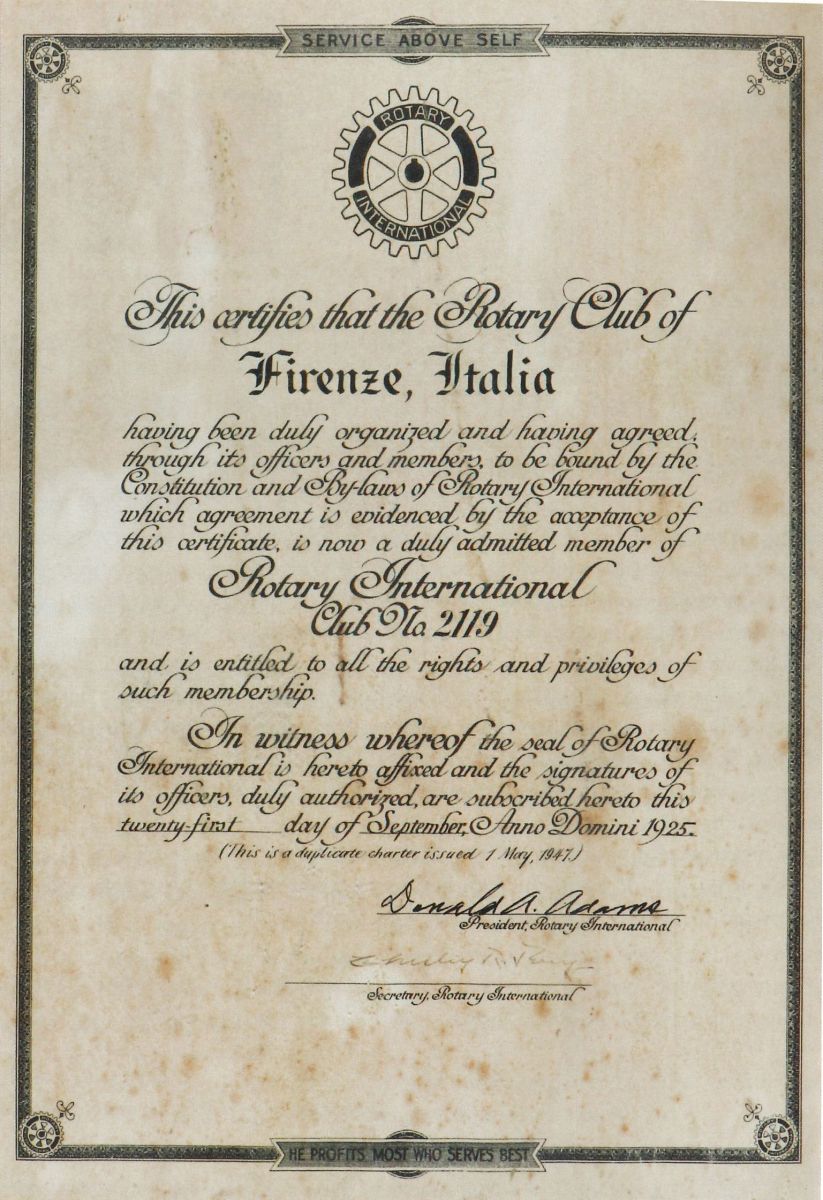 SERVICE ABOVE SELF
ROTARY
INTERNATIONAL
This certifies that the Rotary Club of
Firenze, Italia
having been duly organized and having agreed,
through its officers and members, to be bound by the
Constitution and By-laws of Rotary International
which agreement is evidenced by the acceptance of
this certificate, is now a duly admitted member of
Rotary International
Club No. 2119
and is entitled to all the rights and privileges of
such membership.
In witness whereof the seal of Rotary
International is hereto affixed and the signatures of
its officers, duly authorized, are subscribed hereto this
twenty-first day of September, Anno Domini 1925.
(This is a duplicate charter issued 1 May, 1947.)
Donald A. Adams
President, Rotary International
Secretary, Rotary International
HE PROFITS MOST WHO SERVES BEST